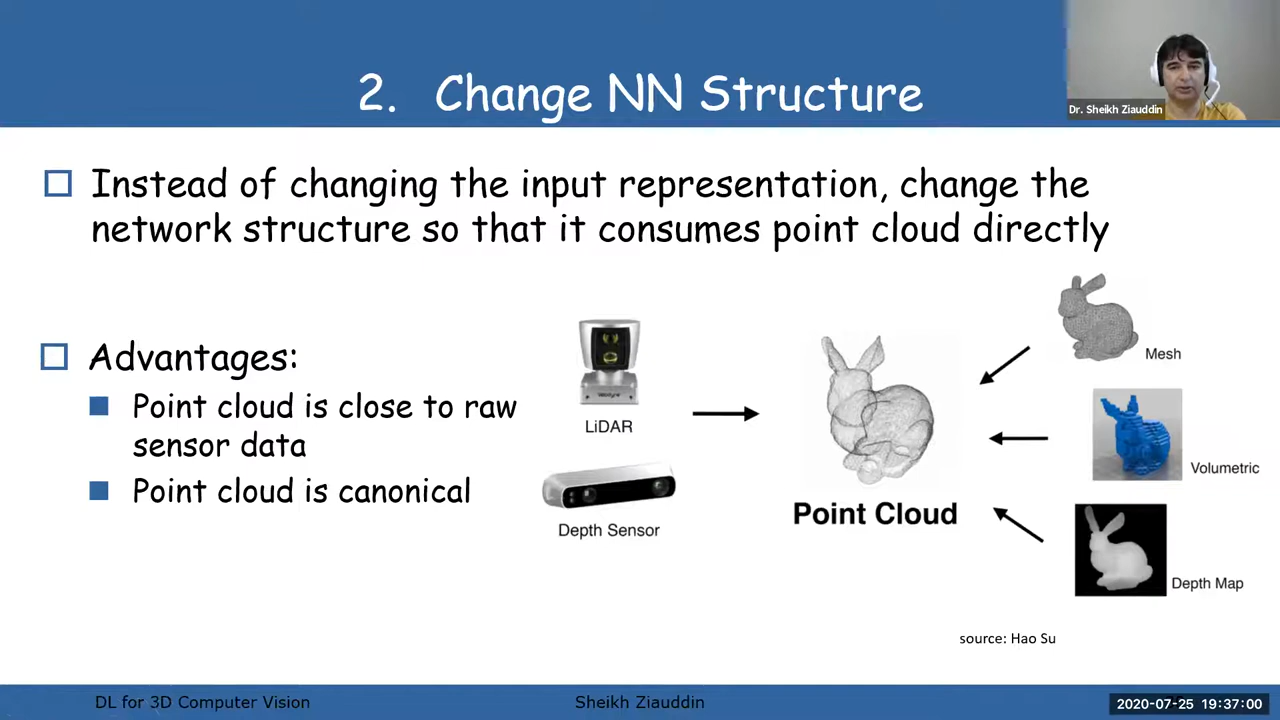 2. Change NN Structure
Dr. Sheikh Ziauddin
Instead of changing the input representation, change the
network structure so that it consumes point cloud directly
Advantages:
Point cloud is close to raw
sensor data
Point cloud is canonical
LiDAR
Depth Sensor
Point Cloud
Mesh
Volumetric
Depth Map
source: Hao Su
DL for 3D Computer Vision
Sheikh Ziauddin
2020-07-25 19:37:00